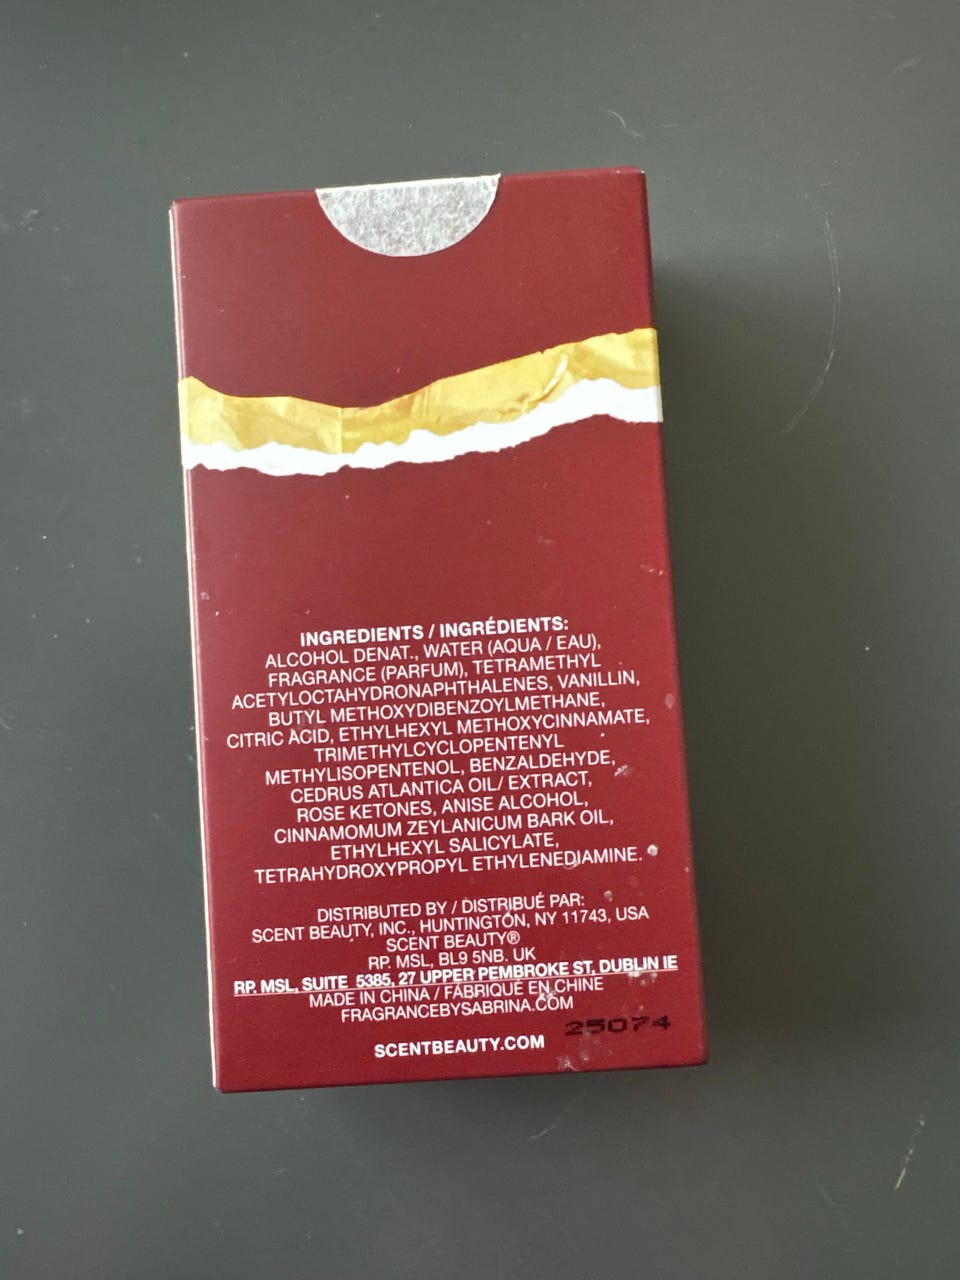 INGREDIENTS / INGRÉDIENTS:
ALCOHOL DENAT., WATER (AQUA / EAU),
FRAGRANCE (PARFUM), TETRAMETHYL
ACETYLOCTAHYDRONAPHTHALENES, VANILLIN,
BUTYL METHOXYDIBENZOYLMETHANE,
CITRIC ACID, ETHYLHEXYL METHOXYCINNAMATE,
TRIMETHYLCYCLOPENTENYL
METHYLISOPENTENOL, BENZALDEHYDE,
CEDRUS ATLANTICA OIL/ EXTRACT,
ROSE KETONES, ANISE ALCOHOL,
CINNAMOMUM ZEYLANICUM BARK OIL,
ETHYLHEXYL SALICYLATE,
TETRAHYDROXYPROPYL ETHYLENEDIAMINE.
DISTRIBUTED BY / DISTRIBUÉ PAR:
SCENT BEAUTY, INC., HUNTINGTON, NY 11743, USA
SCENT BEAUTY®
RP. MSL, BL9 5NB. UK
RP. MSL, SUITE 5385, 27 UPPER PEMBROKE ST, DUBLIN IE
MADE IN CHINA / FABRIQUÉ EN CHINE
FRAGRANCEBYSABRINA.COM
25074
SCENTBEAUTY.COM